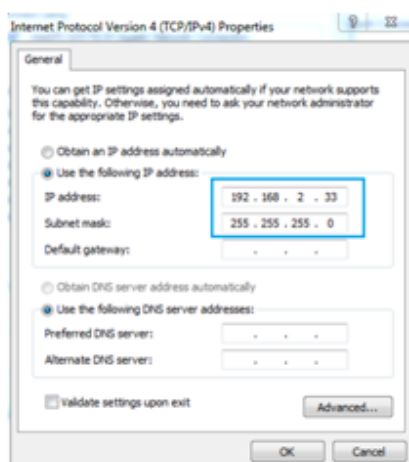 Internet Protocol Version 4 (TCP/IPv4) Properties
General
You can get IP settings assigned automatically if your network supports
this capability. Otherwise, you need to ask your network administrator
for the appropriate IP settings.
Obtain an IP address automatically
Use the following IP address:
IP address: 192 . 168 . 2 . 33
Subnet mask: 255 . 255 . 255 . 0
Default gateway: . . .
Obtain DNS server address automatically
Use the following DNS server addresses:
Preferred DNS server: . . .
Alternate DNS server: . . .
Validate settings upon exit
Advanced...
OK Cancel